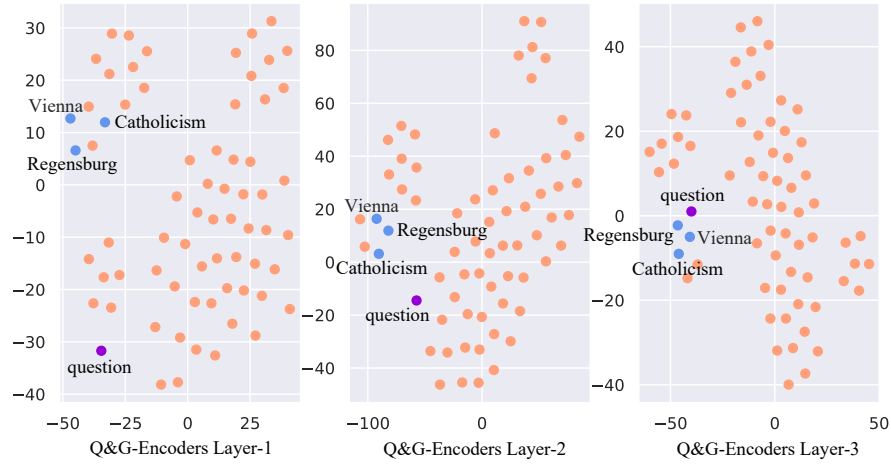 30
20
10
0
−10
−20
−30
−40
−50
−25
0
25
Vienna
Catholicism
Regensburg
question
Q&G-Encoders Layer-1
80
60
40
20
0
−20
−40
−100
0
Vienna
Regensburg
Catholicism
question
Q&G-Encoders Layer-2
40
20
0
−20
−40
−50
0
50
question
Regensburg
Vienna
Catholicism
Q&G-Encoders Layer-3